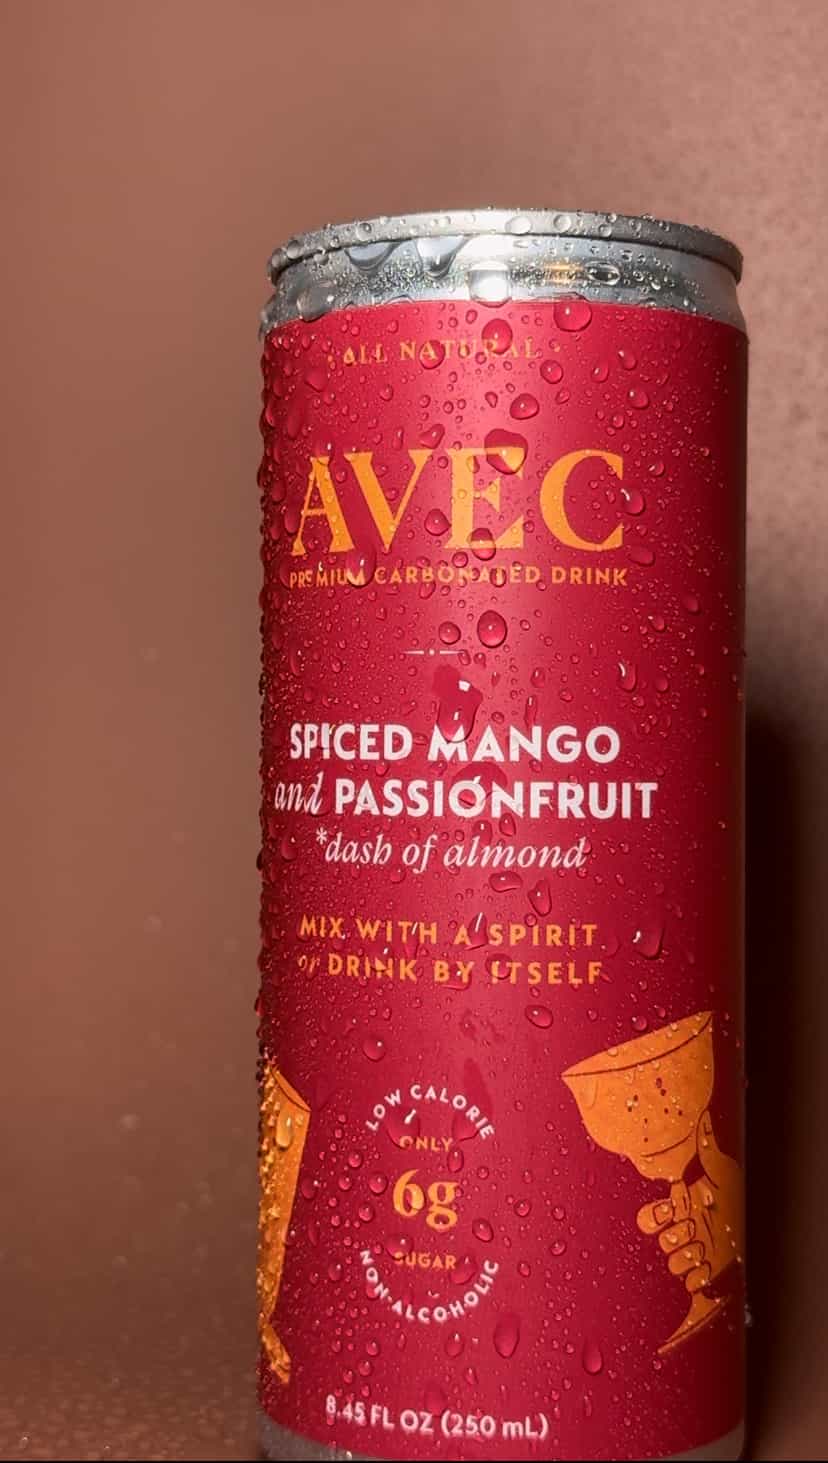 ALL NATURAL
AVEC
PREMIUM CARBONATED DRINK
SPICED MANGO
and PASSIONFRUIT
*dash of almond
MIX WITH A SPIRIT
or DRINK BY ITSELF
LOW CALORIE
ONLY
6g
SUGAR
NON-ALCOHOLIC
8.45 FL OZ (250 mL)